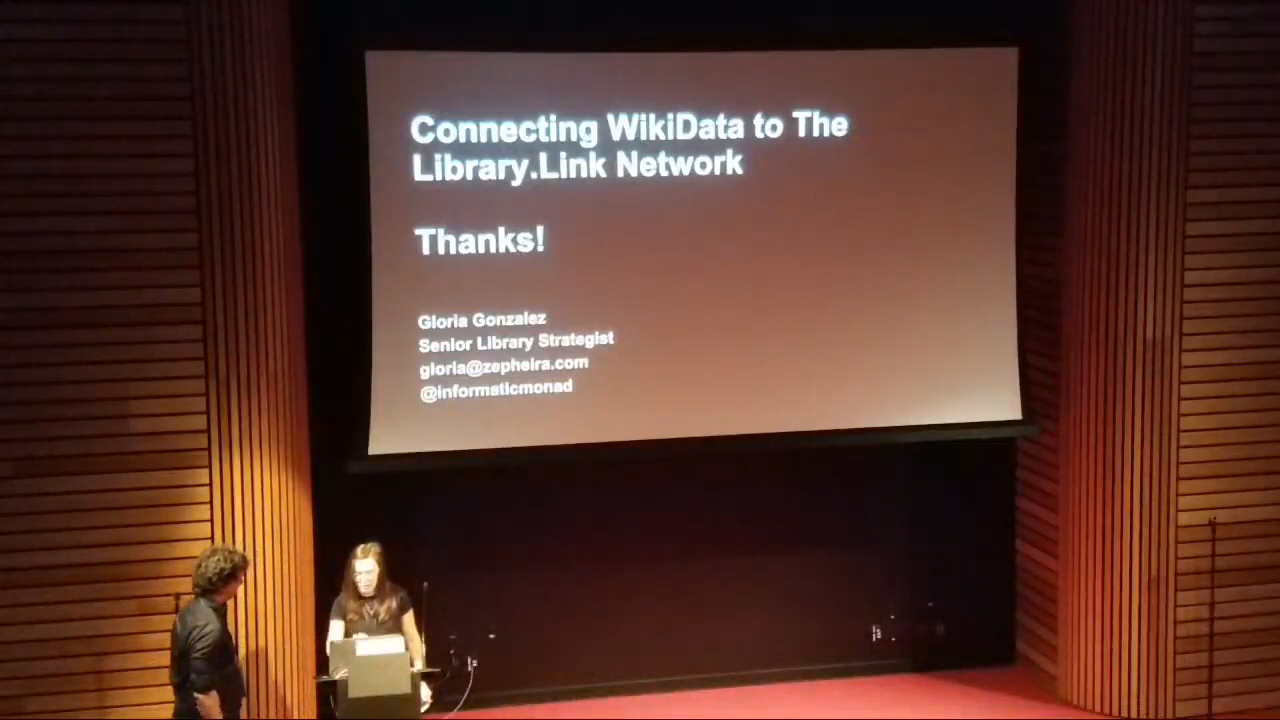 Connecting WikiData to The
Library.Link Network
Thanks!
Gloria Gonzalez
Senior Library Strategist
gloria@zepheira.com
@informaticmonad